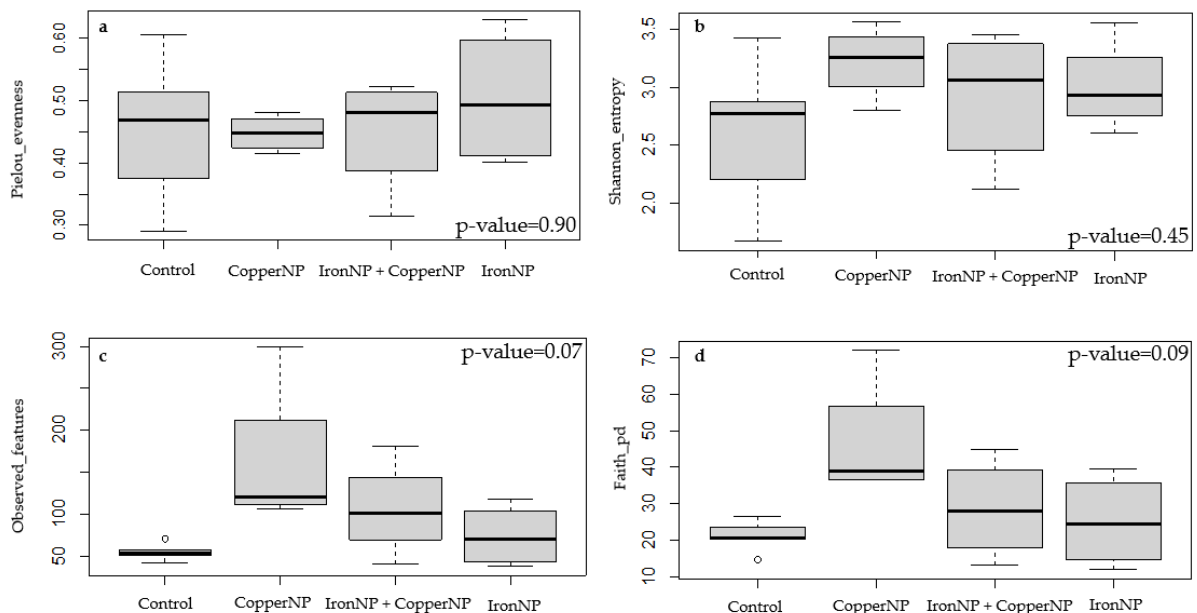 a
Pielou_evenness
0.60
0.50
0.40
0.30
p-value=0.90
Control CopperNP IronNP + CopperNP IronNP
b
Shannon_entropy
3.5
3.0
2.5
2.0
p-value=0.45
Control CopperNP IronNP + CopperNP IronNP
c
p-value=0.07
Observed_features
300
200
100
50
Control CopperNP IronNP + CopperNP IronNP
d
p-value=0.09
Faith_pd
70
60
50
40
30
20
10
Control CopperNP IronNP + CopperNP IronNP